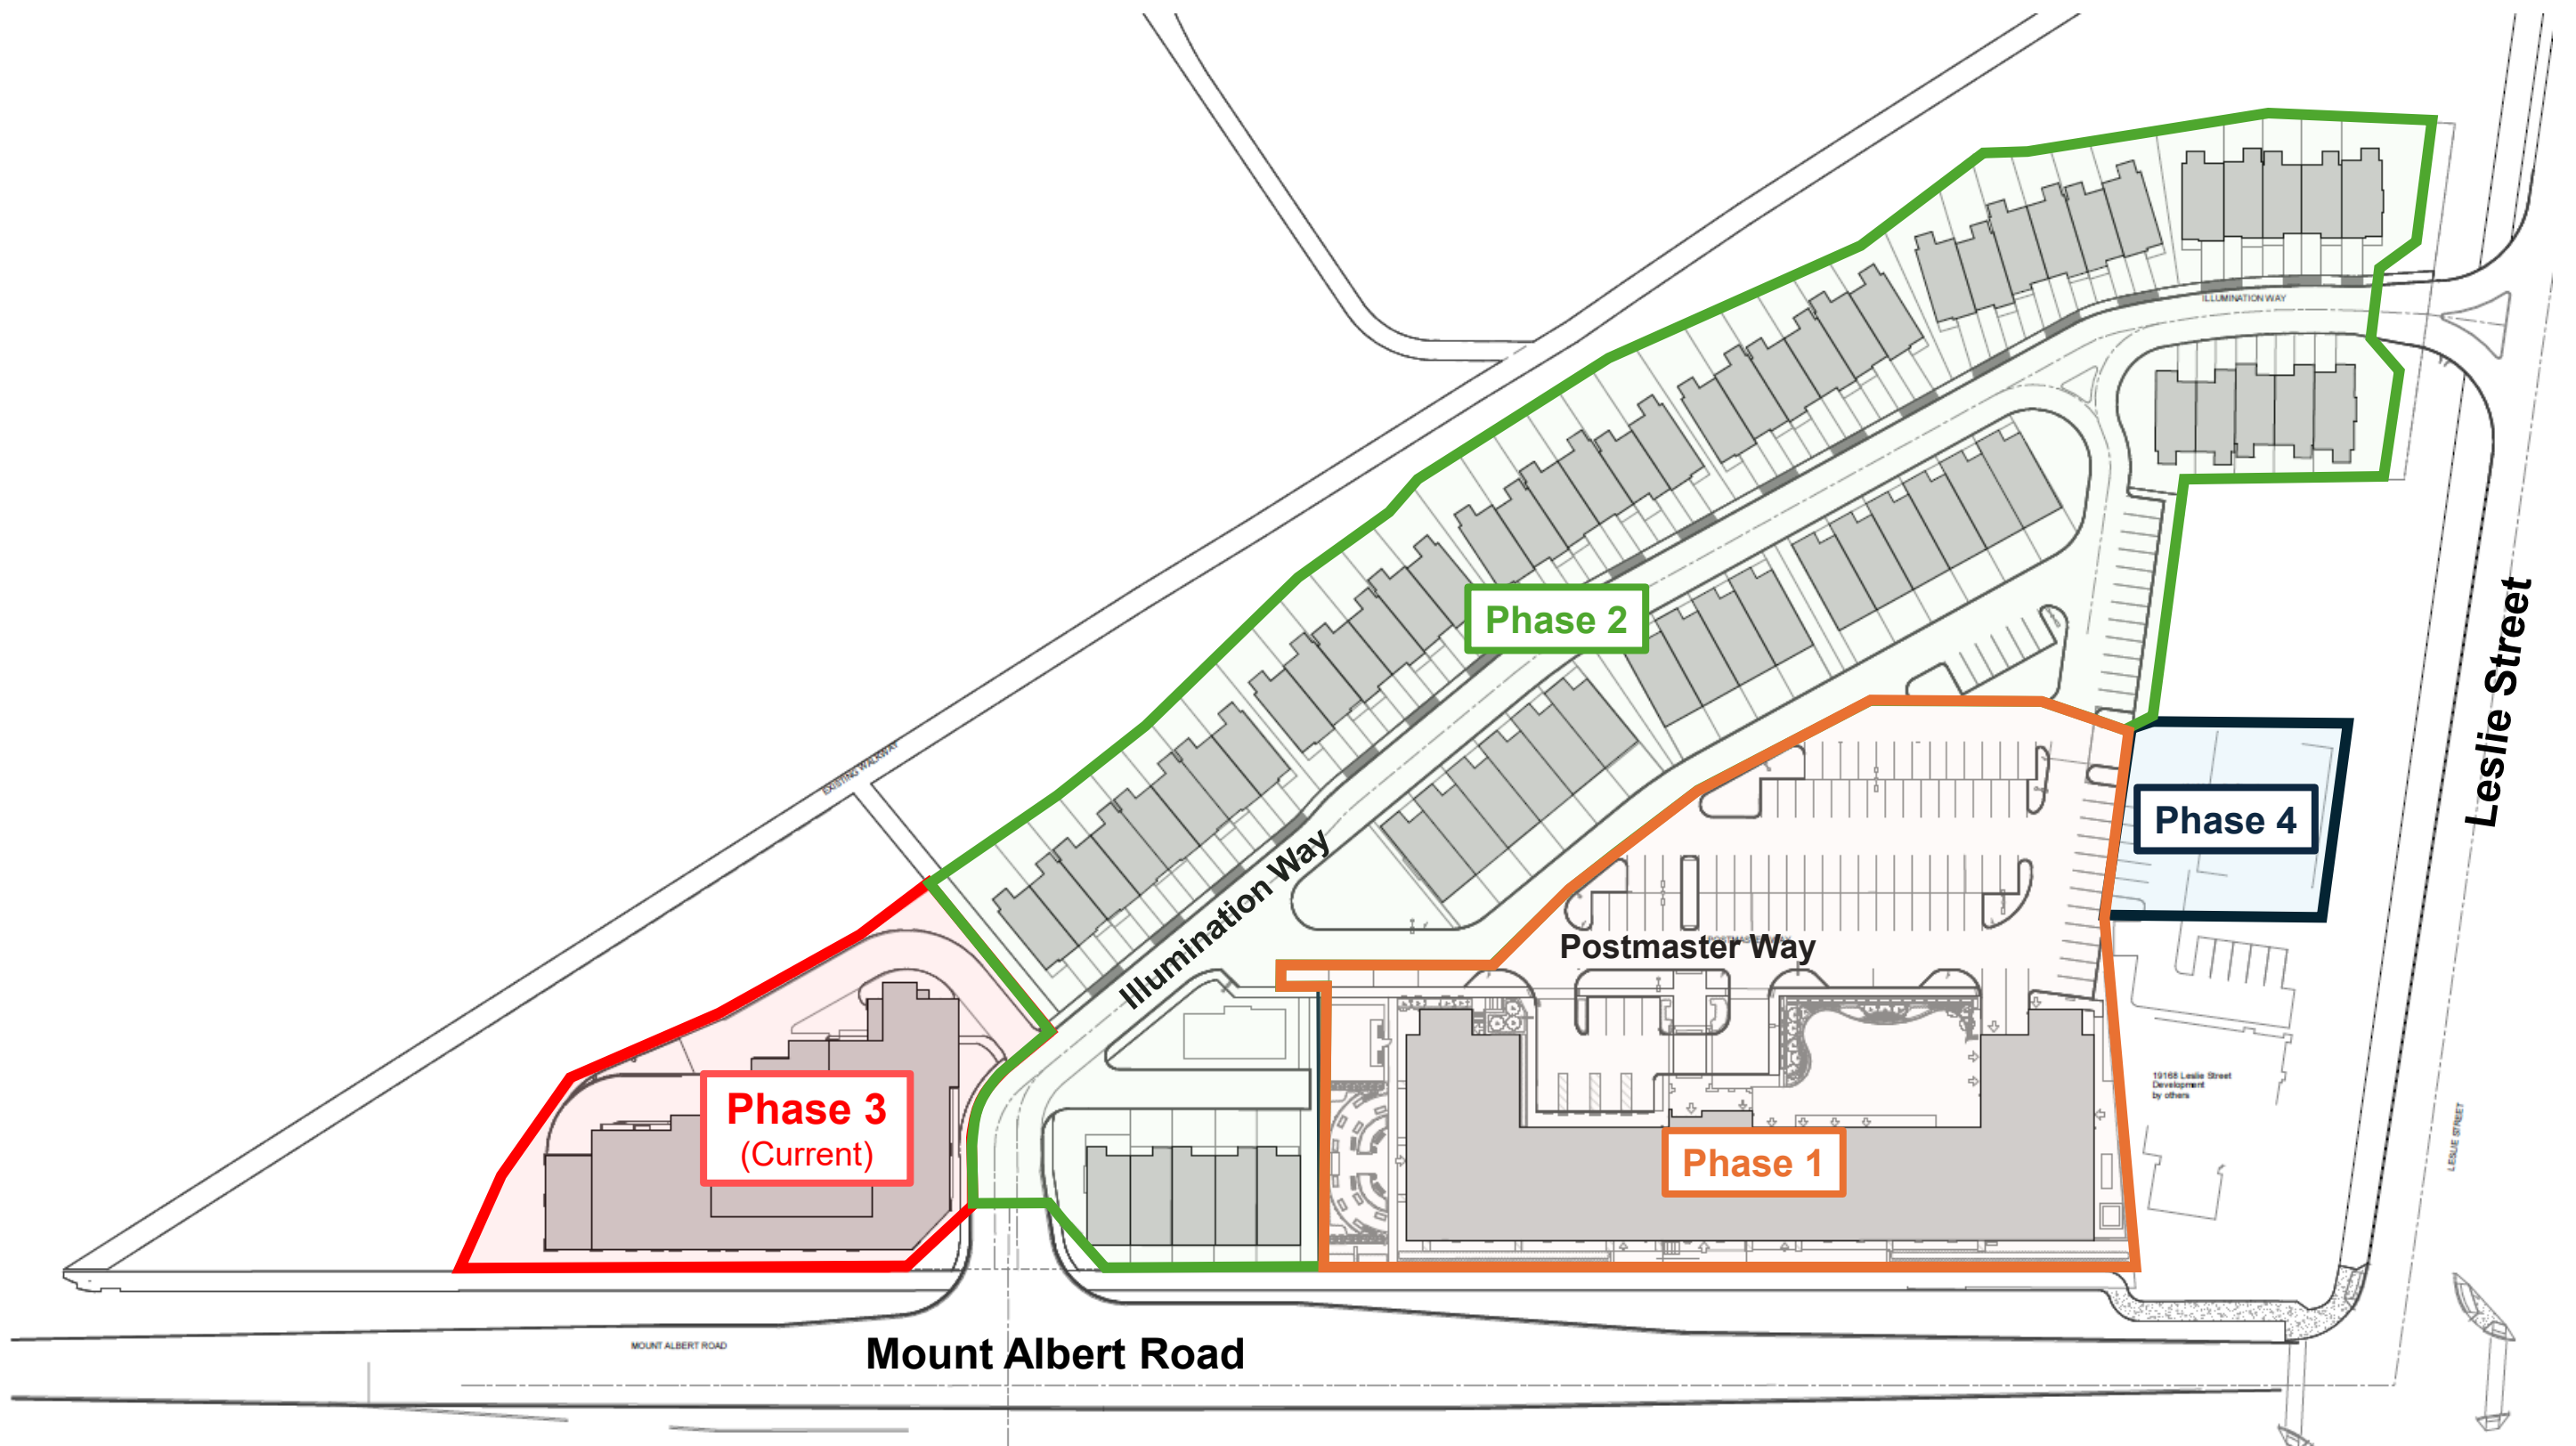 ILLUMINATION WAY
Phase 2
Leslie Street
EXISTING WALKWAY
Phase 4
Illumination Way
Postmaster Way
19168 Leslie Street
Development
by others
Phase 3
(Current)
Phase 1
LESLIE STREET
MOUNT ALBERT ROAD
Mount Albert Road